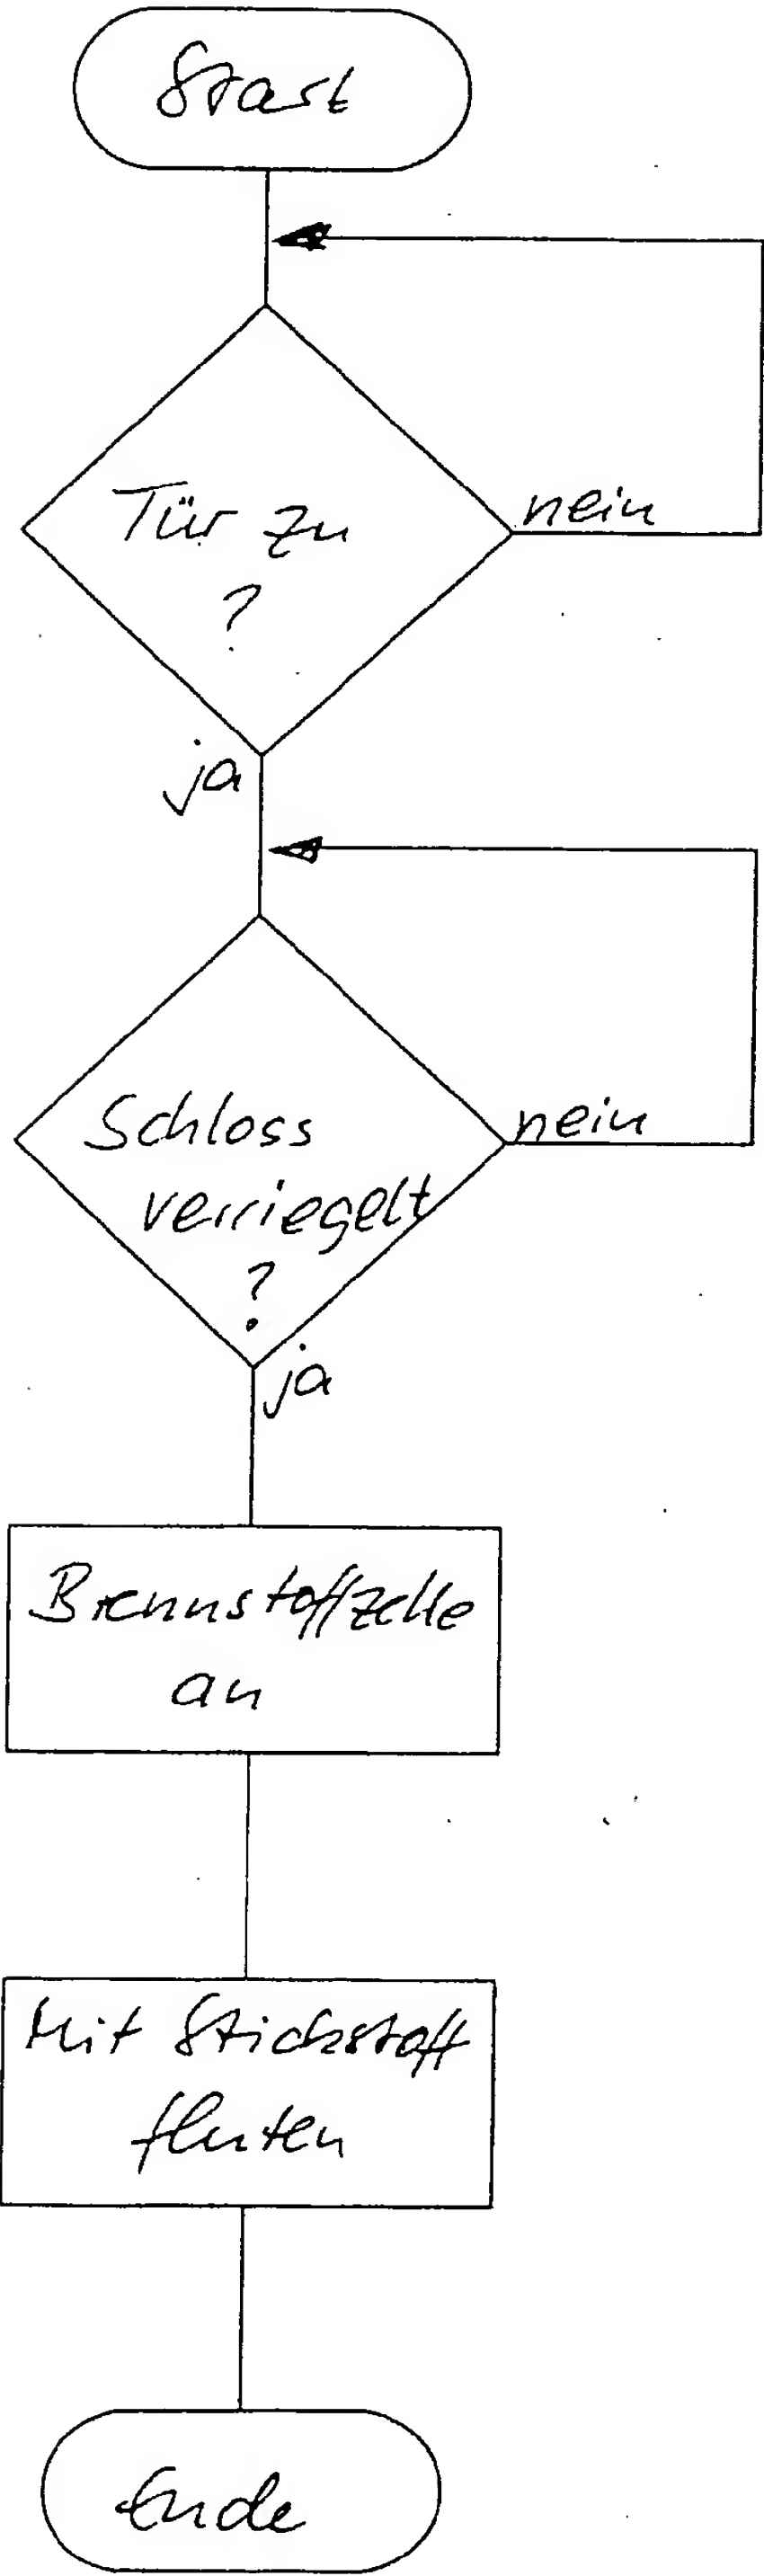 Start
Tür zu
?
nein
ja
Schloss
verriegelt
?
nein
ja
Brennstoffzelle
an
Mit Stickstoff
fluten
Ende